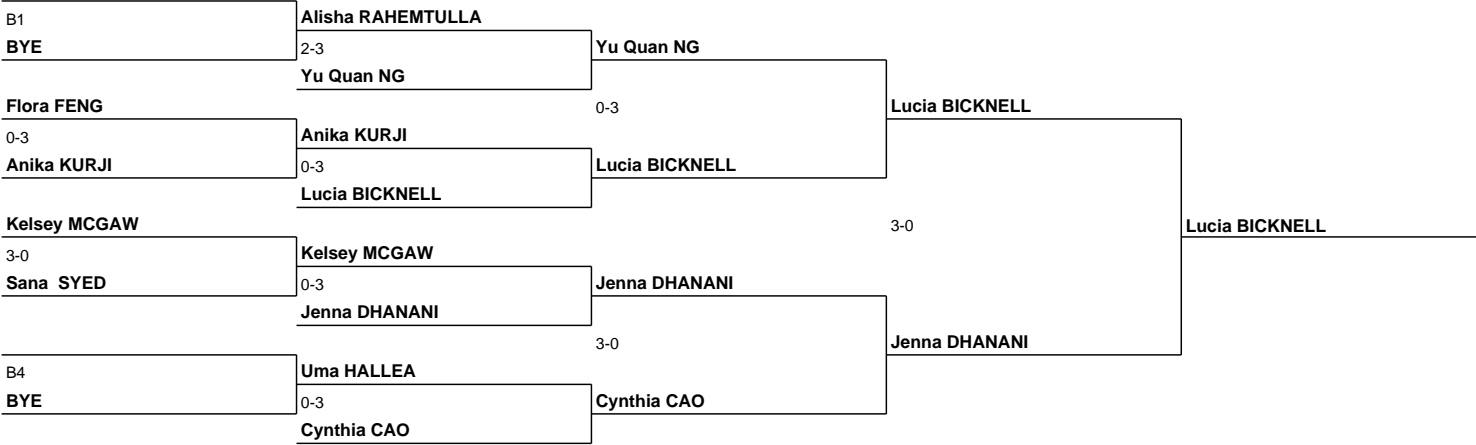 B1
BYE
Alisha RAHEMTULLA
2-3
Yu Quan NG
Yu Quan NG
Flora FENG
0-3
Anika KURJI
Anika KURJI
0-3
Lucia BICKNELL
0-3
Lucia BICKNELL
Lucia BICKNELL
Kelsey MCGAW
3-0
Sana  SYED
Kelsey MCGAW
0-3
Jenna DHANANI
Jenna DHANANI
3-0
Lucia BICKNELL
B4
BYE
Uma HALLEA
0-3
Cynthia CAO
3-0
Cynthia CAO
Jenna DHANANI